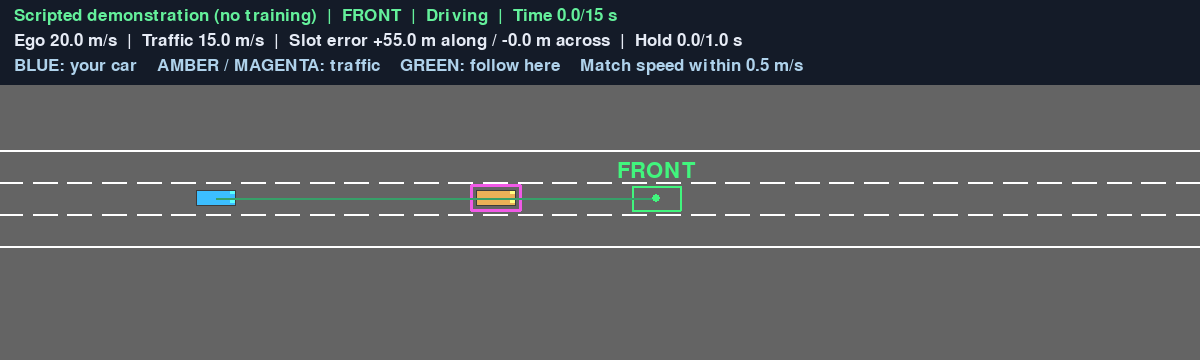 Scripted demonstration (no training) | FRONT | Driving | Time 0.0/15 s
Ego 20.0 m/s | Traffic 15.0 m/s | Slot error +55.0 m along / -0.0 m across | Hold 0.0/1.0 s
BLUE: your car AMBER / MAGENTA: traffic GREEN: follow here Match speed within 0.5 m/s
FRONT